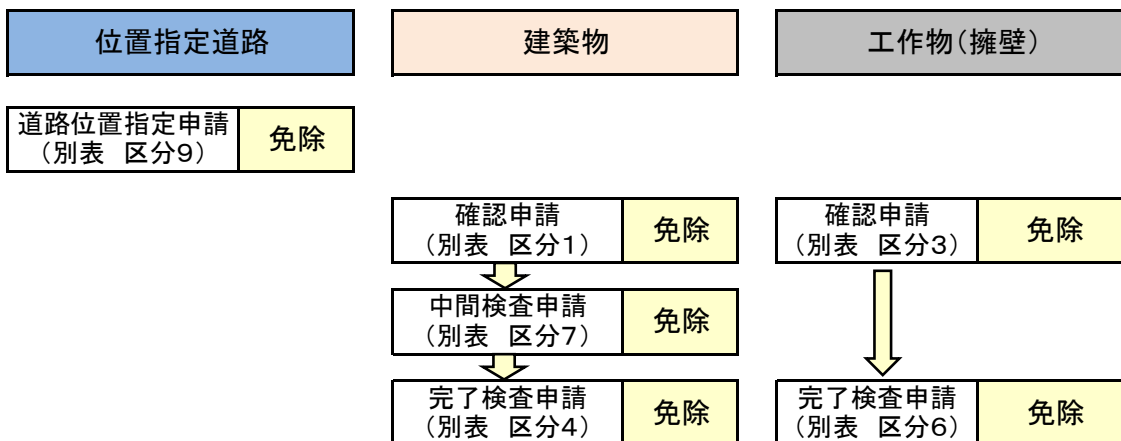 位置指定道路
建築物
工作物(擁壁)
道路位置指定申請
(別表　区分9)
免除
確認申請
(別表　区分1)
免除
確認申請
(別表　区分3)
免除
中間検査申請
(別表　区分7)
免除
完了検査申請
(別表　区分4)
免除
完了検査申請
(別表　区分6)
免除